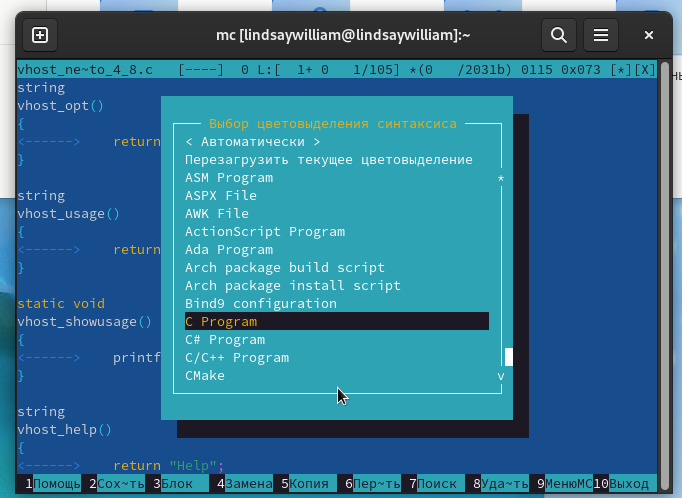 mc [lindsaywilliam@lindsaywilliam]:~
vhost_ne~to_4_8.c   [----]  0 L:[  1+ 0   1/105] *(0   /2031b) 0115 0x073 [*][X]
string
vhost_opt()
{
<------>    return
}
string
vhost_usage()
{
<------>    return
}
static void
vhost_showusage()
{
<------>    printf
}
string
vhost_help()
{
<------>    return "Help";
Выбор цветовыделения синтаксиса
< Автоматически >
Перезагрузить текущее цветовыделение
ASM Program
ASPX File
AWK File
ActionScript Program
Ada Program
Arch package build script
Arch package install script
Bind9 configuration
C Program
C# Program
C/C++ Program
CMake
1Помощь 2Сох~ть 3Блок 4Замена 5Копия 6Пер~ть 7Поиск 8Уда~ть 9МенюMC 10Выход